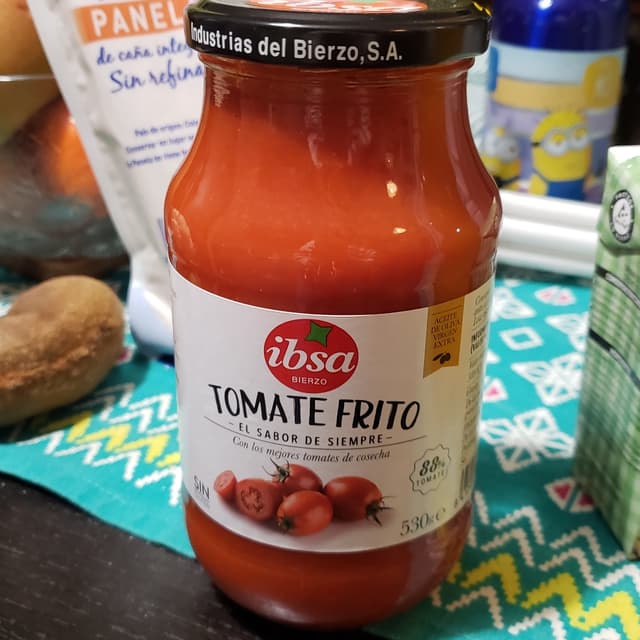 PANEL
de caña integ
Sin refina
Industrias del Bierzo, S.A.
ibsa
BIERZO
ACEITE
DE OLIVA
VIRGEN
EXTRA
TOMATE FRITO
EL SABOR DE SIEMPRE
Con los mejores tomates de cosecha
88%
TOMATE
SIN
530g e